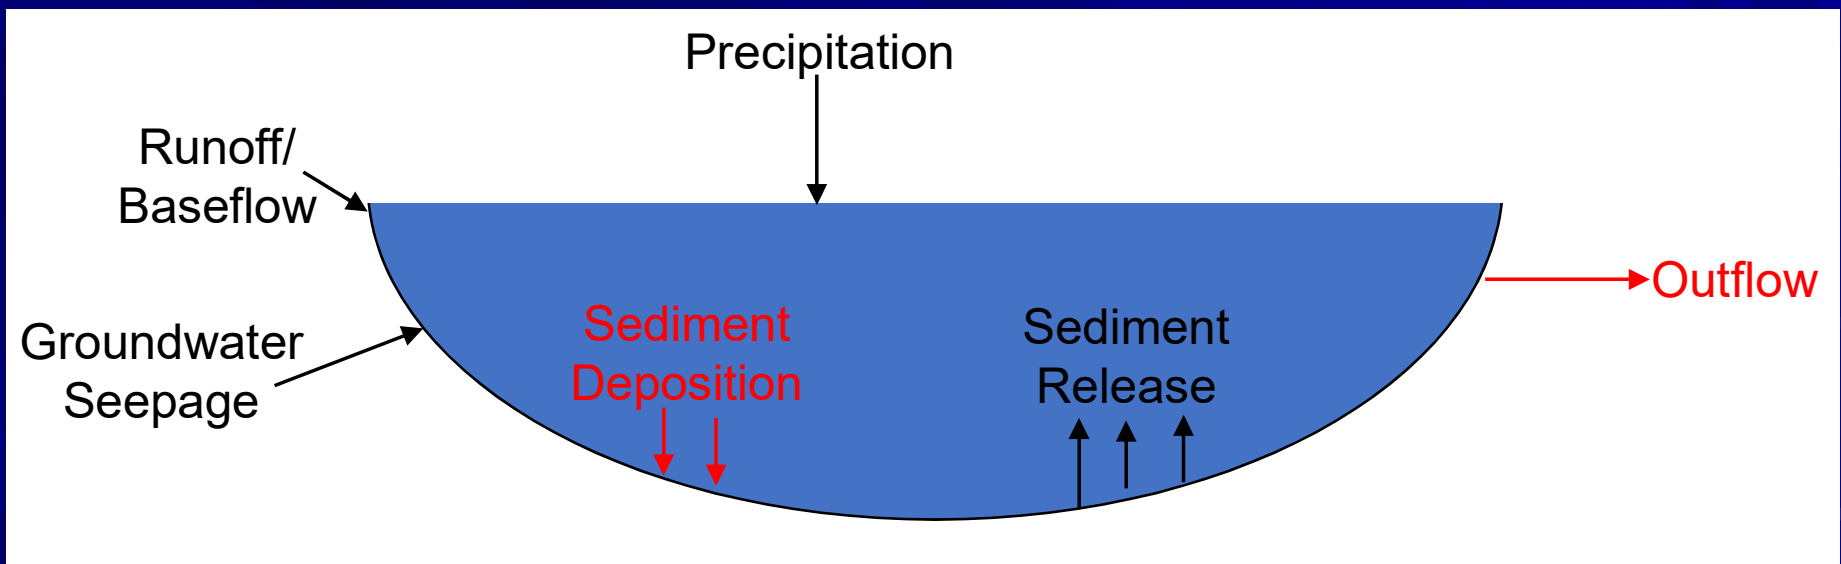 Precipitation
Runoff/
Baseflow
Groundwater
Seepage
Sediment
Deposition
Sediment
Release
Outflow